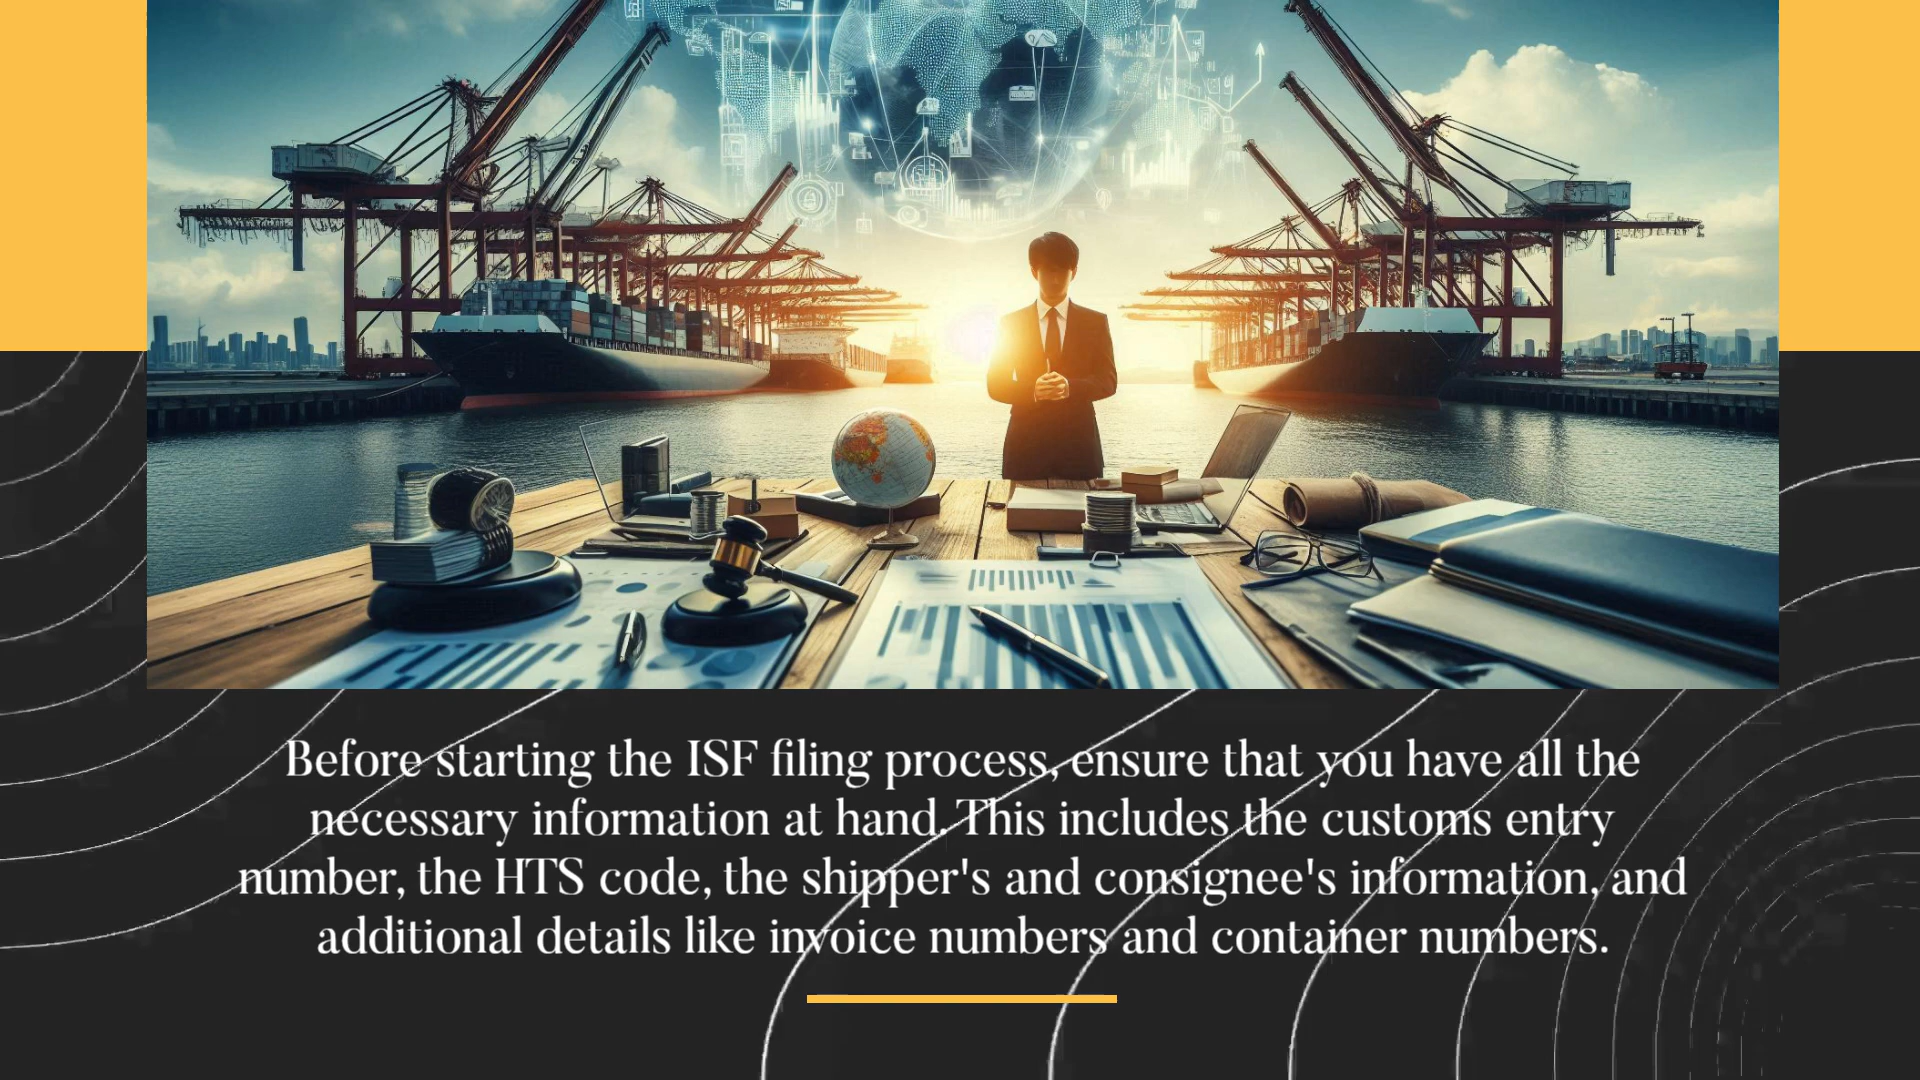 Before starting the ISF filing process, ensure that you have all the
necessary information at hand. This includes the customs entry
number, the HTS code, the shipper's and consignee's information, and
additional details like invoice numbers and container numbers.